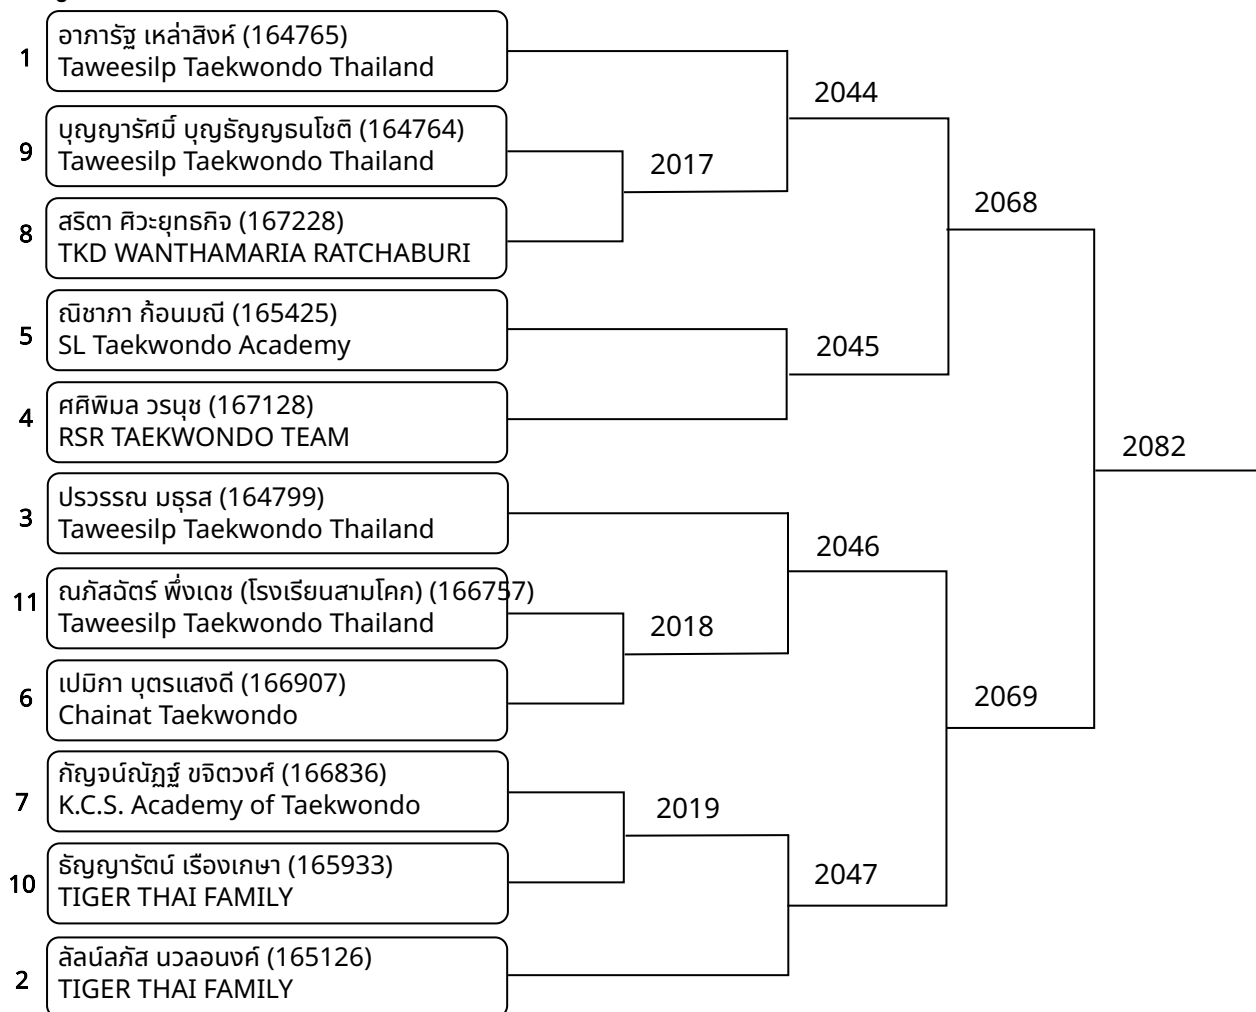 1
อาภารัฐ เหล่าสิงห์ (164765)
Taweesilp Taekwondo Thailand
9
บุญญารัศมิ์ บุญธัญญธนโชติ (164764)
Taweesilp Taekwondo Thailand
8
สริตา ศิวะยุทธกิจ (167228)
TKD WANTHAMARIA RATCHABURI
5
ณิชาภา ก้อนมณี (165425)
SL Taekwondo Academy
4
ศศิพิมล วรนุช (167128)
RSR TAEKWONDO TEAM
3
ปรวรรณ มธุรส (164799)
Taweesilp Taekwondo Thailand
11
ณภัสฉัตร์ พึ่งเดช (โรงเรียนสามโคก) (166757)
Taweesilp Taekwondo Thailand
6
เปมิกา บุตรแสงดี (166907)
Chainat Taekwondo
7
กัญจน์ณัฏฐ์ ขจิตวงศ์ (166836)
K.C.S. Academy of Taekwondo
10
ธัญญารัตน์ เรืองเกษา (165933)
TIGER THAI FAMILY
2
ลัลน์ลภัส นวลอนงค์ (165126)
TIGER THAI FAMILY
2017
2018
2019
2044
2045
2046
2047
2068
2069
2082